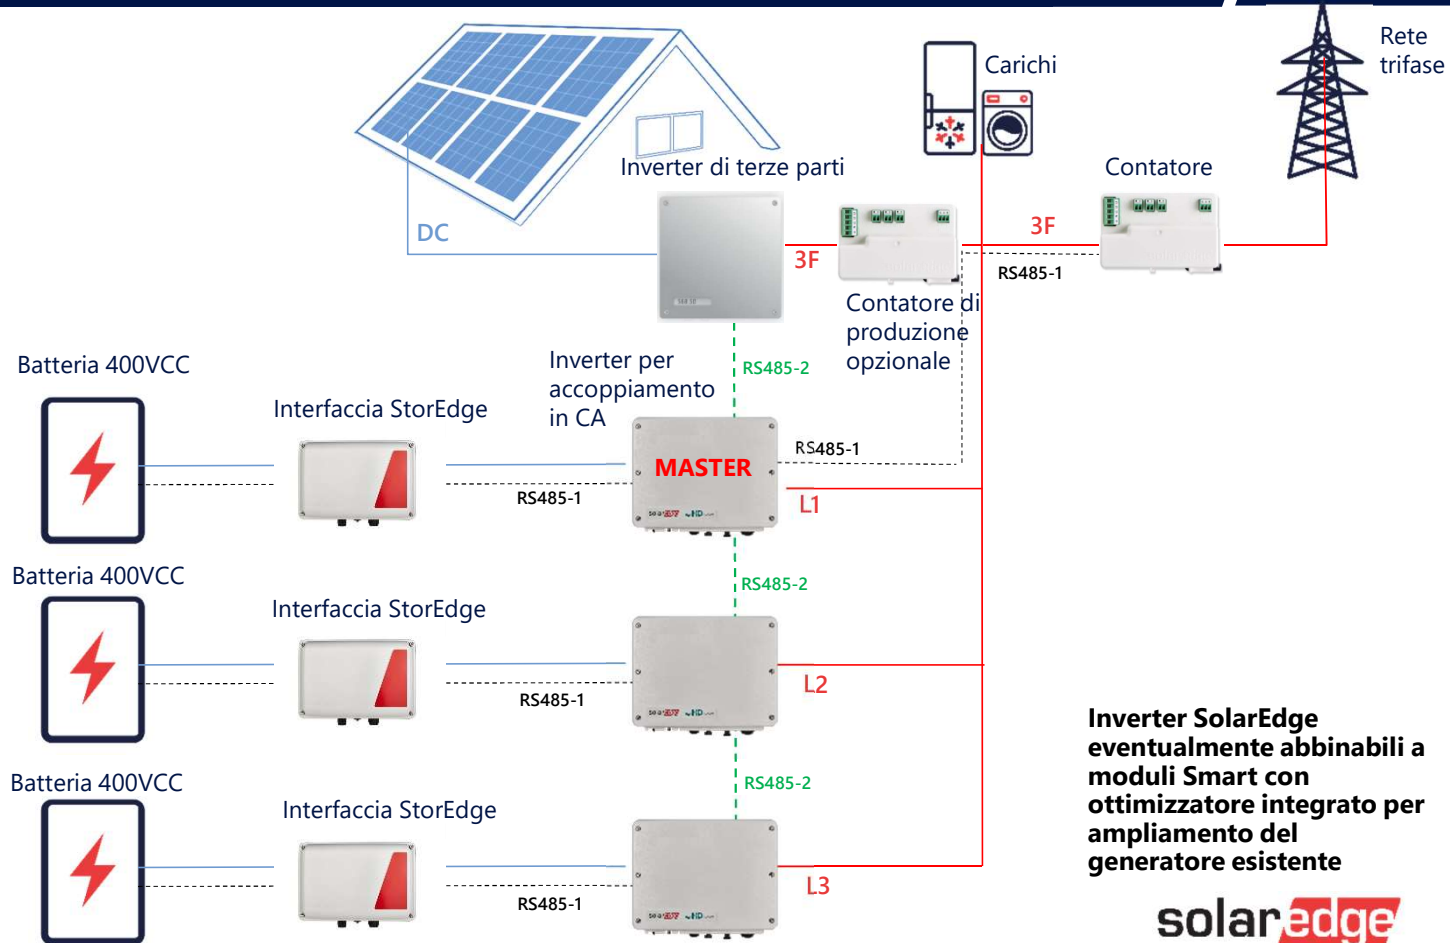 Rete
trifase
Carichi
Inverter di terze parti
Contatore
DC
3F
3F
RS485-1
Contatore di
produzione
opzionale
RS485-2
Batteria 400VCC
Inverter per
accoppiamento
in CA
Interfaccia StorEdge
MASTER
RS485-1
RS485-1
L1
Batteria 400VCC
RS485-2
Interfaccia StorEdge
RS485-1
L2
Batteria 400VCC
RS485-2
Interfaccia StorEdge
RS485-1
L3
Inverter SolarEdge
eventualmente abbinabili a
moduli Smart con
ottimizzatore integrato per
ampliamento del
generatore esistente
solaredge